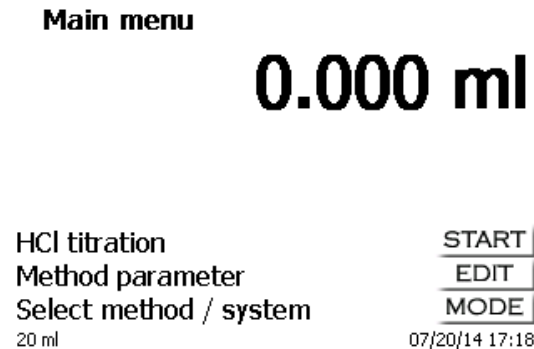 Main menu
0.000 ml
HCl titration START
Method parameter EDIT
Select method / system MODE
20 ml 07/20/14 17:18